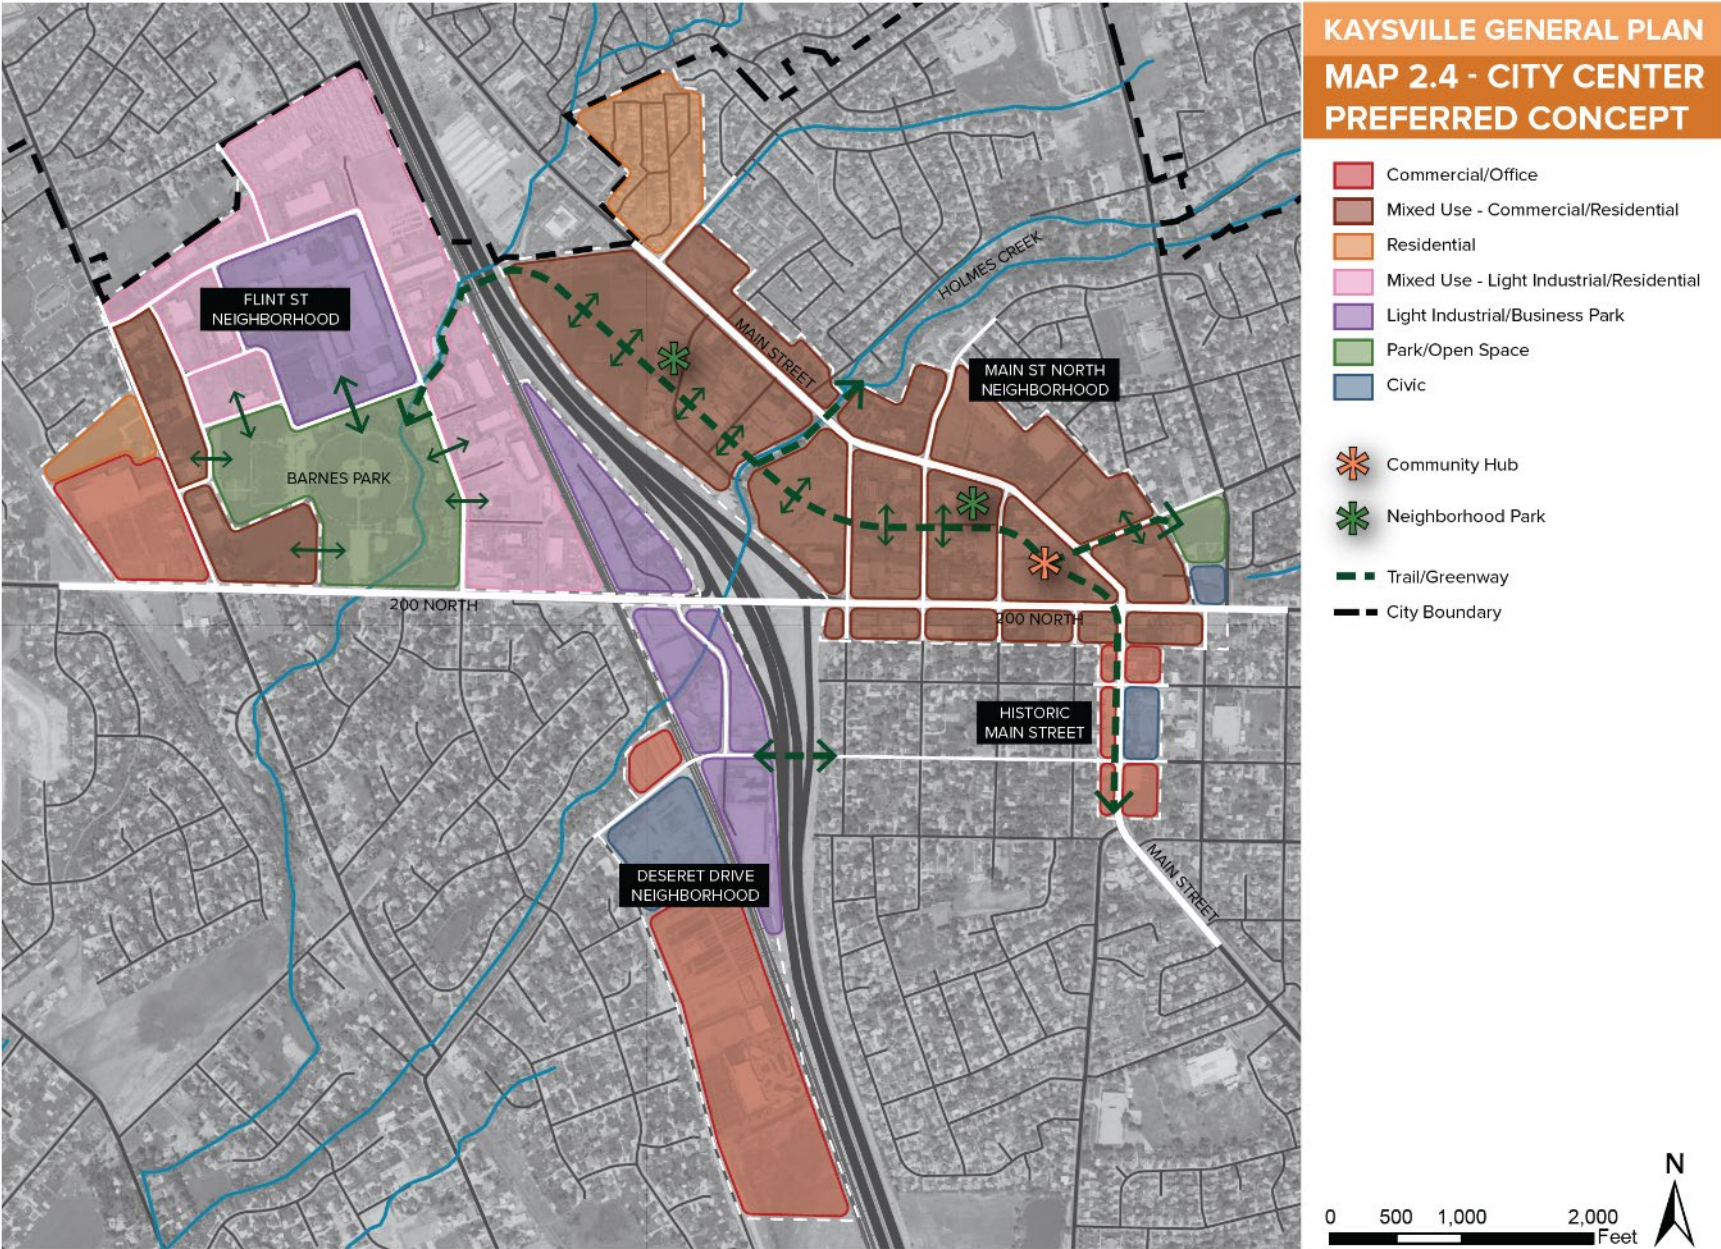 KAYSVILLE GENERAL PLAN
MAP 2.4 - CITY CENTER
PREFERRED CONCEPT
Commercial/Office
Mixed Use - Commercial/Residential
Residential
Mixed Use - Light Industrial/Residential
Light Industrial/Business Park
Park/Open Space
Civic
Community Hub
Neighborhood Park
Trail/Greenway
City Boundary
HOLMES CREEK
FLINT ST
NEIGHBORHOOD
MAIN STREET
MAIN ST NORTH
NEIGHBORHOOD
BARNES PARK
200 NORTH
200 NORTH
HISTORIC
MAIN STREET
DESERET DRIVE
NEIGHBORHOOD
MAIN STREET
N
0 500 1,000 2,000
Feet